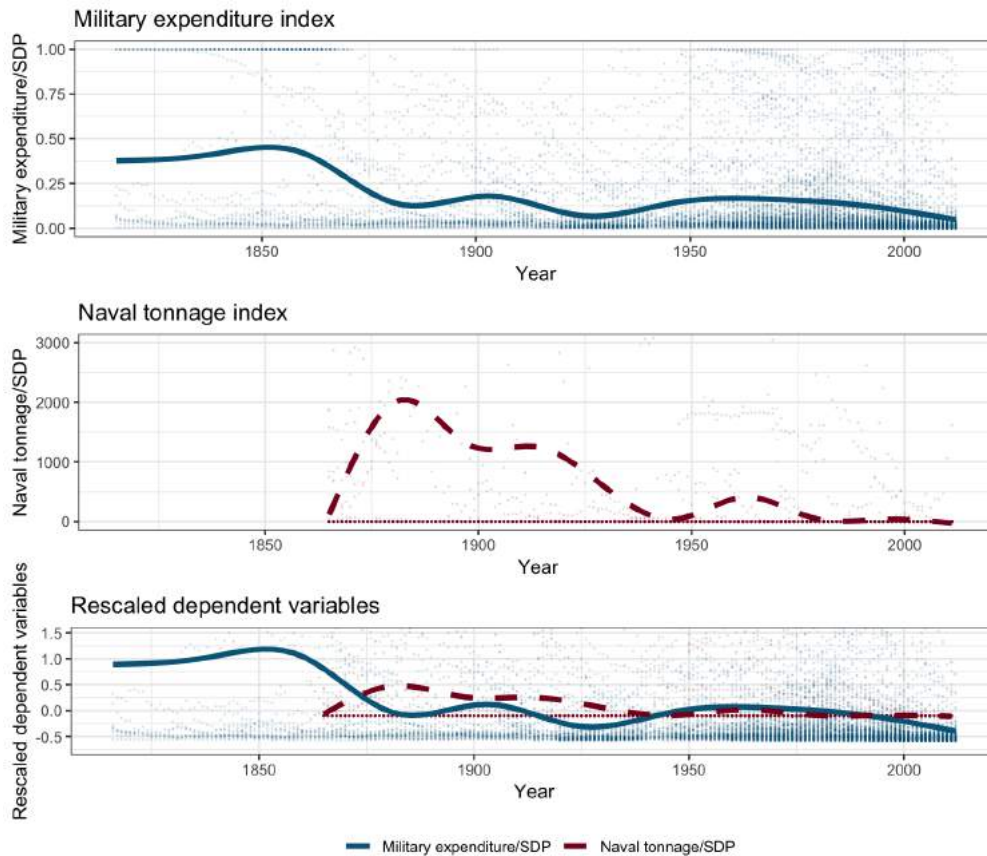 Military expenditure index
Military expenditure/SDP
1.00
0.75
0.50
0.25
0.00
1850 1900 1950 2000
Year
Naval tonnage index
Naval tonnage/SDP
3000
2000
1000
0
1850 1900 1950 2000
Year
Rescaled dependent variables
Rescaled dependent variables
1.5
1.0
0.5
0.0
-0.5
1850 1900 1950 2000
Year
Military expenditure/SDP Naval tonnage/SDP